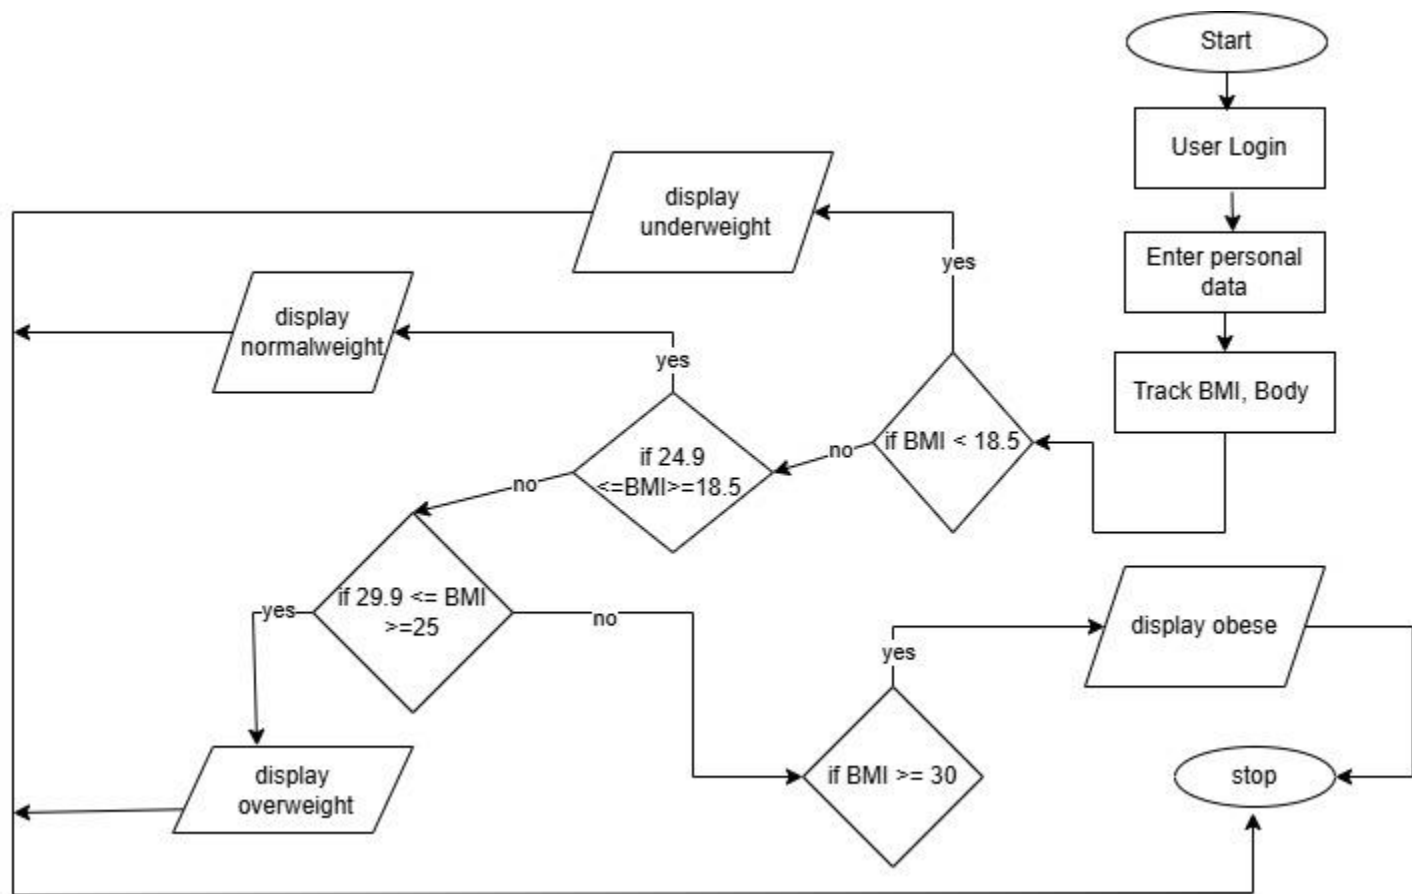 Start
User Login
Enter personal
data
Track BMI, Body
if BMI < 18.5
yes
display
underweight
no
if 24.9
<=BMI>=18.5
yes
display
normalweight
no
if 29.9 <= BMI
>=25
yes
display
overweight
no
if BMI >= 30
yes
display obese
stop